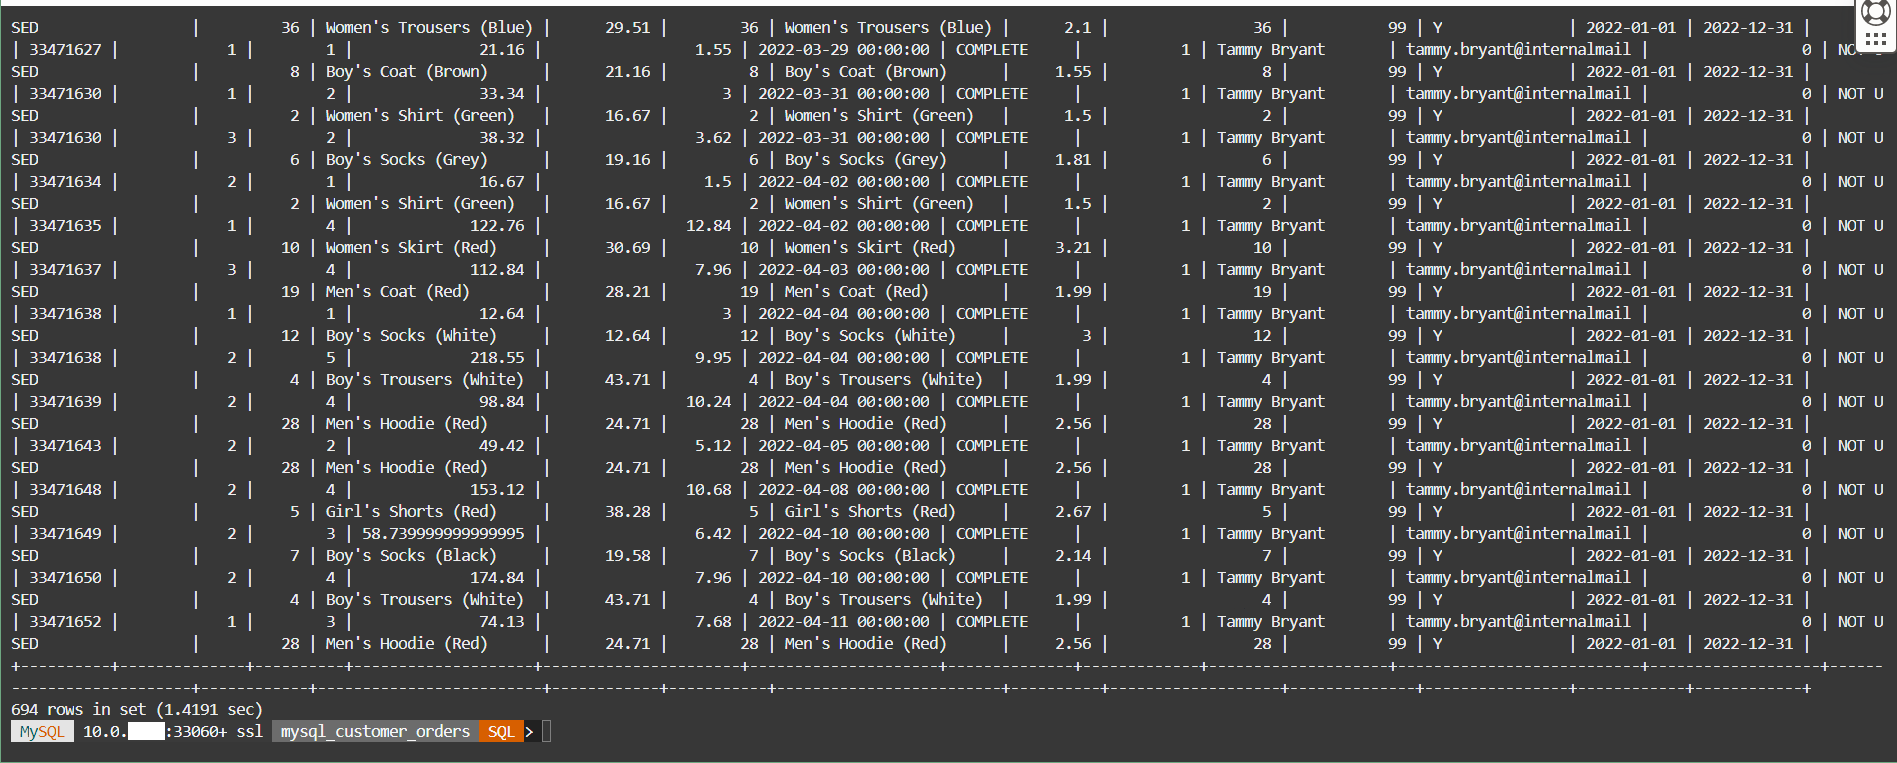 SED | 36 | Women's Trousers (Blue) | 29.51 | 36 | Women's Trousers (Blue) | 2.1 | 36 | 99 | Y | 2022-01-01 | 2022-12-31 |
| 33471627 | 1 | 1 | 21.16 | 1.55 | 2022-03-29 00:00:00 | COMPLETE | 1 | Tammy Bryant | tammy.bryant@internalmail | 0 | NOT U
SED | 8 | Boy's Coat (Brown) | 21.16 | 8 | Boy's Coat (Brown) | 1.55 | 8 | 99 | Y | 2022-01-01 | 2022-12-31 |
| 33471630 | 1 | 2 | 33.34 | 3 | 2022-03-31 00:00:00 | COMPLETE | 1 | Tammy Bryant | tammy.bryant@internalmail | 0 | NOT U
SED | 2 | Women's Shirt (Green) | 16.67 | 2 | Women's Shirt (Green) | 1.5 | 2 | 99 | Y | 2022-01-01 | 2022-12-31 |
| 33471630 | 3 | 2 | 38.32 | 3.62 | 2022-03-31 00:00:00 | COMPLETE | 1 | Tammy Bryant | tammy.bryant@internalmail | 0 | NOT U
SED | 6 | Boy's Socks (Grey) | 19.16 | 6 | Boy's Socks (Grey) | 1.81 | 6 | 99 | Y | 2022-01-01 | 2022-12-31 |
| 33471634 | 2 | 1 | 16.67 | 1.5 | 2022-04-02 00:00:00 | COMPLETE | 1 | Tammy Bryant | tammy.bryant@internalmail | 0 | NOT U
SED | 2 | Women's Shirt (Green) | 16.67 | 2 | Women's Shirt (Green) | 1.5 | 2 | 99 | Y | 2022-01-01 | 2022-12-31 |
| 33471635 | 1 | 4 | 122.76 | 12.84 | 2022-04-02 00:00:00 | COMPLETE | 1 | Tammy Bryant | tammy.bryant@internalmail | 0 | NOT U
SED | 10 | Women's Skirt (Red) | 30.69 | 10 | Women's Skirt (Red) | 3.21 | 10 | 99 | Y | 2022-01-01 | 2022-12-31 |
| 33471637 | 3 | 4 | 112.84 | 7.96 | 2022-04-03 00:00:00 | COMPLETE | 1 | Tammy Bryant | tammy.bryant@internalmail | 0 | NOT U
SED | 19 | Men's Coat (Red) | 28.21 | 19 | Men's Coat (Red) | 1.99 | 19 | 99 | Y | 2022-01-01 | 2022-12-31 |
| 33471638 | 1 | 1 | 12.64 | 3 | 2022-04-04 00:00:00 | COMPLETE | 1 | Tammy Bryant | tammy.bryant@internalmail | 0 | NOT U
SED | 12 | Boy's Socks (White) | 12.64 | 12 | Boy's Socks (White) | 3 | 12 | 99 | Y | 2022-01-01 | 2022-12-31 |
| 33471638 | 2 | 5 | 218.55 | 9.95 | 2022-04-04 00:00:00 | COMPLETE | 1 | Tammy Bryant | tammy.bryant@internalmail | 0 | NOT U
SED | 4 | Boy's Trousers (White) | 43.71 | 4 | Boy's Trousers (White) | 1.99 | 4 | 99 | Y | 2022-01-01 | 2022-12-31 |
| 33471639 | 2 | 4 | 98.84 | 10.24 | 2022-04-04 00:00:00 | COMPLETE | 1 | Tammy Bryant | tammy.bryant@internalmail | 0 | NOT U
SED | 28 | Men's Hoodie (Red) | 24.71 | 28 | Men's Hoodie (Red) | 2.56 | 28 | 99 | Y | 2022-01-01 | 2022-12-31 |
| 33471643 | 2 | 2 | 49.42 | 5.12 | 2022-04-05 00:00:00 | COMPLETE | 1 | Tammy Bryant | tammy.bryant@internalmail | 0 | NOT U
SED | 28 | Men's Hoodie (Red) | 24.71 | 28 | Men's Hoodie (Red) | 2.56 | 28 | 99 | Y | 2022-01-01 | 2022-12-31 |
| 33471648 | 2 | 4 | 153.12 | 10.68 | 2022-04-08 00:00:00 | COMPLETE | 1 | Tammy Bryant | tammy.bryant@internalmail | 0 | NOT U
SED | 5 | Girl's Shorts (Red) | 38.28 | 5 | Girl's Shorts (Red) | 2.67 | 5 | 99 | Y | 2022-01-01 | 2022-12-31 |
| 33471649 | 2 | 3 | 58.739999999999995 | 6.42 | 2022-04-10 00:00:00 | COMPLETE | 1 | Tammy Bryant | tammy.bryant@internalmail | 0 | NOT U
SED | 7 | Boy's Socks (Black) | 19.58 | 7 | Boy's Socks (Black) | 2.14 | 7 | 99 | Y | 2022-01-01 | 2022-12-31 |
| 33471650 | 2 | 4 | 174.84 | 7.96 | 2022-04-10 00:00:00 | COMPLETE | 1 | Tammy Bryant | tammy.bryant@internalmail | 0 | NOT U
SED | 4 | Boy's Trousers (White) | 43.71 | 4 | Boy's Trousers (White) | 1.99 | 4 | 99 | Y | 2022-01-01 | 2022-12-31 |
| 33471652 | 1 | 3 | 74.13 | 7.68 | 2022-04-11 00:00:00 | COMPLETE | 1 | Tammy Bryant | tammy.bryant@internalmail | 0 | NOT U
SED | 28 | Men's Hoodie (Red) | 24.71 | 28 | Men's Hoodie (Red) | 2.56 | 28 | 99 | Y | 2022-01-01 | 2022-12-31 |
694 rows in set (1.4191 sec)
MySQL 10.0. :33060+ ssl mysql_customer_orders SQL >